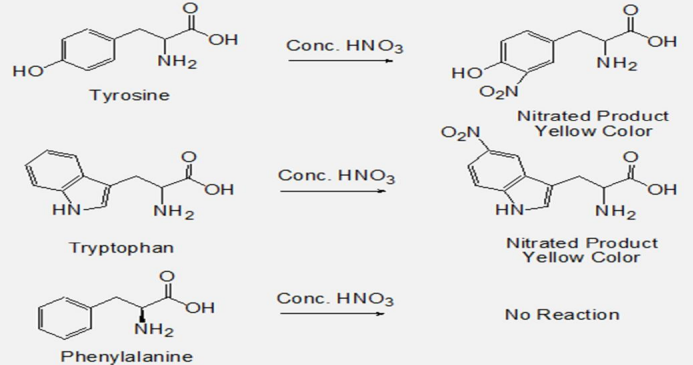 O
OH
NH2
HO
Tyrosine
Conc. HNO3
O
OH
NH2
HO
O2N
Nitrated Product
Yellow Color
O
OH
NH2
HN
Tryptophan
Conc. HNO3
O2N
O
OH
NH2
HN
Nitrated Product
Yellow Color
O
OH
NH2
Phenylalanine
Conc. HNO3
No Reaction